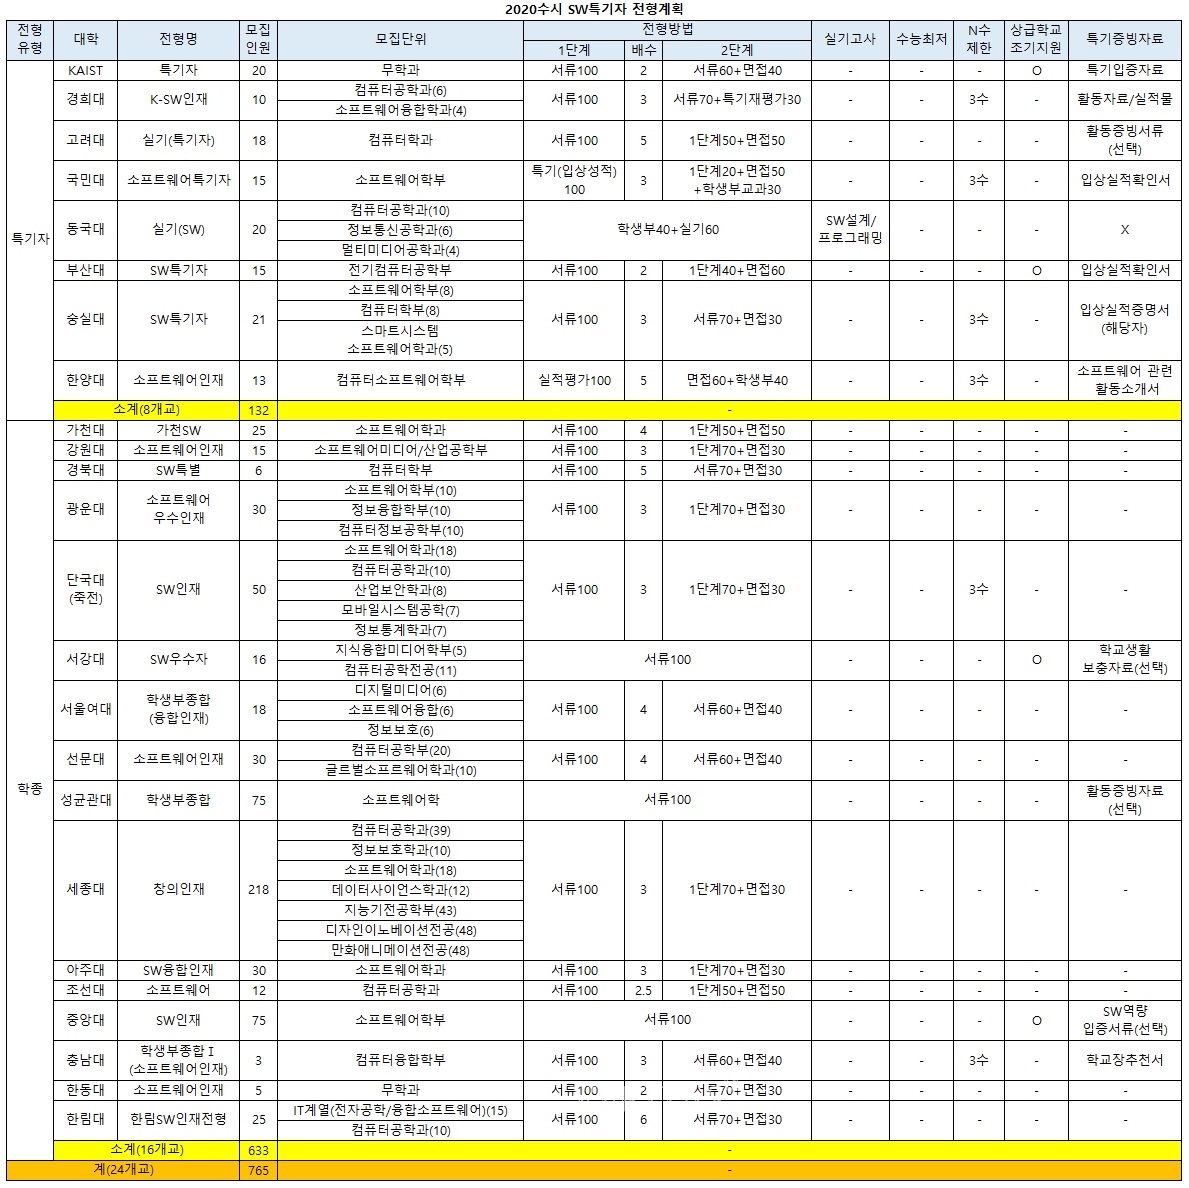 2020수시 SW특기자 전형계획
전형 유형 대학 전형명 모집 인원 모집단위 전형방법 실기고사 수능최저 N수 제한 상급학교 조기지원 특기증빙자료
1단계 배수 2단계
특기자
KAIST 특기자 20 무학과 서류100 2 서류60+면접40 - - - O 특기입증자료
경희대 K-SW인재 10 컴퓨터공학과(6) 서류100 3 서류70+특기재평가30 - - 3수 - 활동자료/실적물
소프트웨어융합학과(4)
고려대 실기(특기자) 18 컴퓨터학과 서류100 5 1단계50+면접50 - - - - 활동증빙서류
(선택)
국민대 소프트웨어특기자 15 소프트웨어학부 특기(입상성적) 100 3 1단계20+면접50 +학생부교과30 - - 3수 - 입상실적확인서
동국대 실기(SW) 20 컴퓨터공학과(10) 학생부40+실기60 SW설계/ 프로그래밍 - - - X
정보통신공학과(6)
멀티미디어공학과(4)
부산대 SW특기자 15 전기컴퓨터공학부 서류100 2 1단계40+면접60 - - - O 입상실적확인서
숭실대 SW특기자 21 소프트웨어학부(8) 서류100 3 서류70+면접30 - - 3수 - 입상실적증명서 (해당자)
컴퓨터학부(8)
스마트시스템
소프트웨어학과(5)
한양대 소프트웨어인재 13 컴퓨터소프트웨어학부 실적평가100 5 면접60+학생부40 - - 3수 - 소프트웨어 관련
활동소개서
소계(8개교) 132 -
학종
가천대 가천SW 25 소프트웨어학과 서류100 4 1단계50+면접50 - - - - -
강원대 소프트웨어인재 15 소프트웨어미디어/산업공학부 서류100 3 1단계70+면접30 - - - - -
경북대 SW특별 6 컴퓨터학부 서류100 5 서류70+면접30 - - - - -
광운대 소프트웨어 우수인재 30 소프트웨어학부(10) 서류100 3 1단계70+면접30 - - - - -
정보융합학부(10)
컴퓨터정보공학부(10)
단국대 (죽전) SW인재 50 소프트웨어학과(18) 서류100 3 1단계70+면접30 - - 3수 - -
컴퓨터공학과(10)
산업보안학과(8)
모바일시스템공학(7)
정보통계학과(7)
서강대 SW우수자 16 지식융합미디어학부(5) 서류100 - - - O 학교생활
컴퓨터공학전공(11) 보충자료(선택)
서울여대 학생부종합 (융합인재) 18 디지털미디어(6) 서류100 4 서류60+면접40 - - - - -
소프트웨어융합(6)
정보보호(6)
선문대 소프트웨어인재 30 컴퓨터공학부(20) 서류100 4 서류60+면접40 - - - - -
글르벌소프트웨어학과(10)
성균관대 학생부종합 75 소프트웨어학 서류100 - - - - 활동증빙자료
(선택)
세종대 창의인재 218 컴퓨터공학과(39) 서류100 3 1단계70+면접30 - - - - -
정보보호학과(10)
소프트웨어학과(18)
데이터사이언스학과(12)
지능기전공학부(43)
디자인이노베이션전공(48)
만화애니메이션전공(48)
아주대 SW융합인재 30 소프트웨어학과 서류100 3 1단계70+면접30 - - - - -
조선대 소프트웨어 12 컴퓨터공학과 서류100 2.5 1단계50+면접50 - - - - -
중앙대 SW인재 75 소프트웨어학부 서류100 - - - O SW역량
입증서류(선택)
충남대 학생부종합 I (소프트웨어인재) 3 컴퓨터융합학부 서류100 3 서류60+면접40 - - 3수 - 학교장추천서
한동대 소프트웨어인재 5 무학과 서류100 2 서류70+면접30 - - - - -
한림대 한림SW인재전형 25 IT계열(전자공학/융합소프트웨어)(15) 서류100 6 서류70+면접30 - - - - -
컴퓨터공학과(10)
소계(16개교) 633 -
계(24개교) 765 -